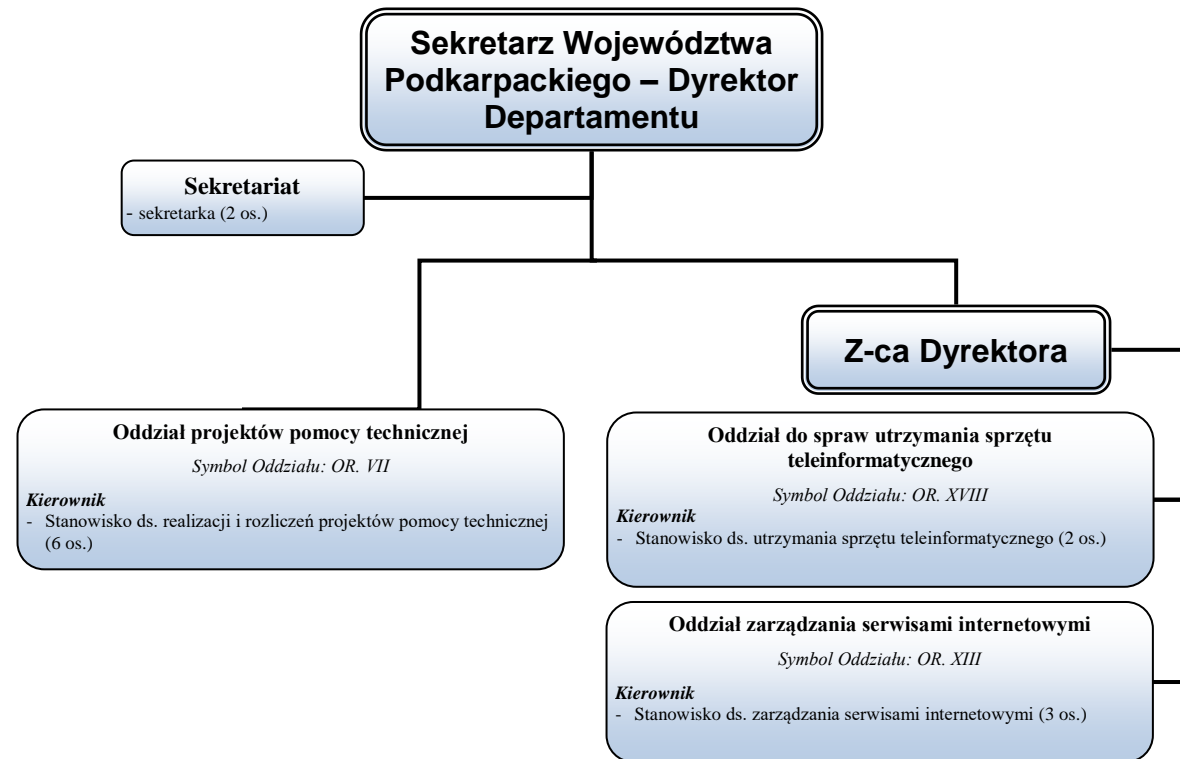 Sekretarz Województwa
Podkarpackiego – Dyrektor
Departamentu
Sekretariat
- sekretarka (2 os.)
Z-ca Dyrektora
Oddział projektów pomocy technicznej
Symbol Oddziału: OR. VII
Kierownik
- Stanowisko ds. realizacji i rozliczeń projektów pomocy technicznej
(6 os.)
Oddział do spraw utrzymania sprzętu
teleinformatycznego
Symbol Oddziału: OR. XVIII
Kierownik
- Stanowisko ds. utrzymania sprzętu teleinformatycznego (2 os.)
Oddział zarządzania serwisami internetowymi
Symbol Oddziału: OR. XIII
Kierownik
- Stanowisko ds. zarządzania serwisami internetowymi (3 os.)